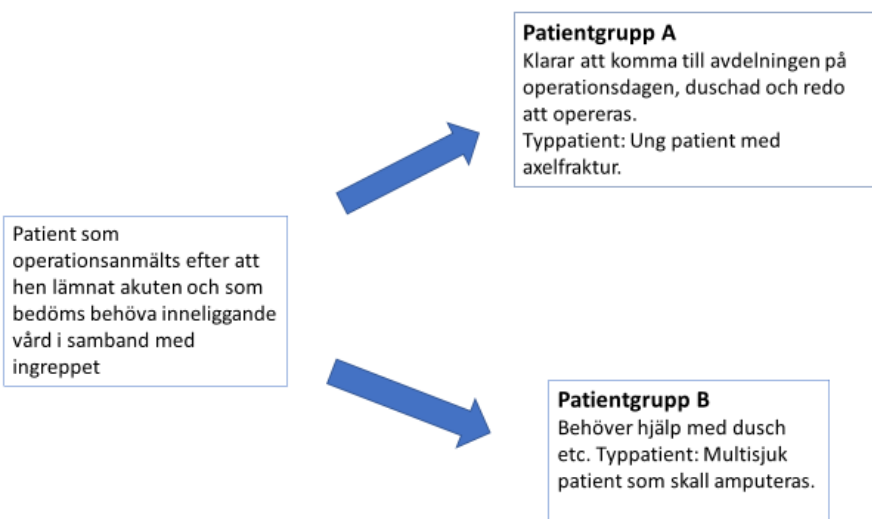 Patientgrupp A
Klarar att komma till avdelningen på
operationsdagen, duschad och redo
att opereras.
Typpatient: Ung patient med
axelfraktur.
Patient som
operationsanmälts efter att
hen lämnat akuten och som
bedöms behöva inneliggande
vård i samband med
ingreppet
Patientgrupp B
Behöver hjälp med dusch
etc. Typpatient: Multisjuk
patient som skall amputeras.